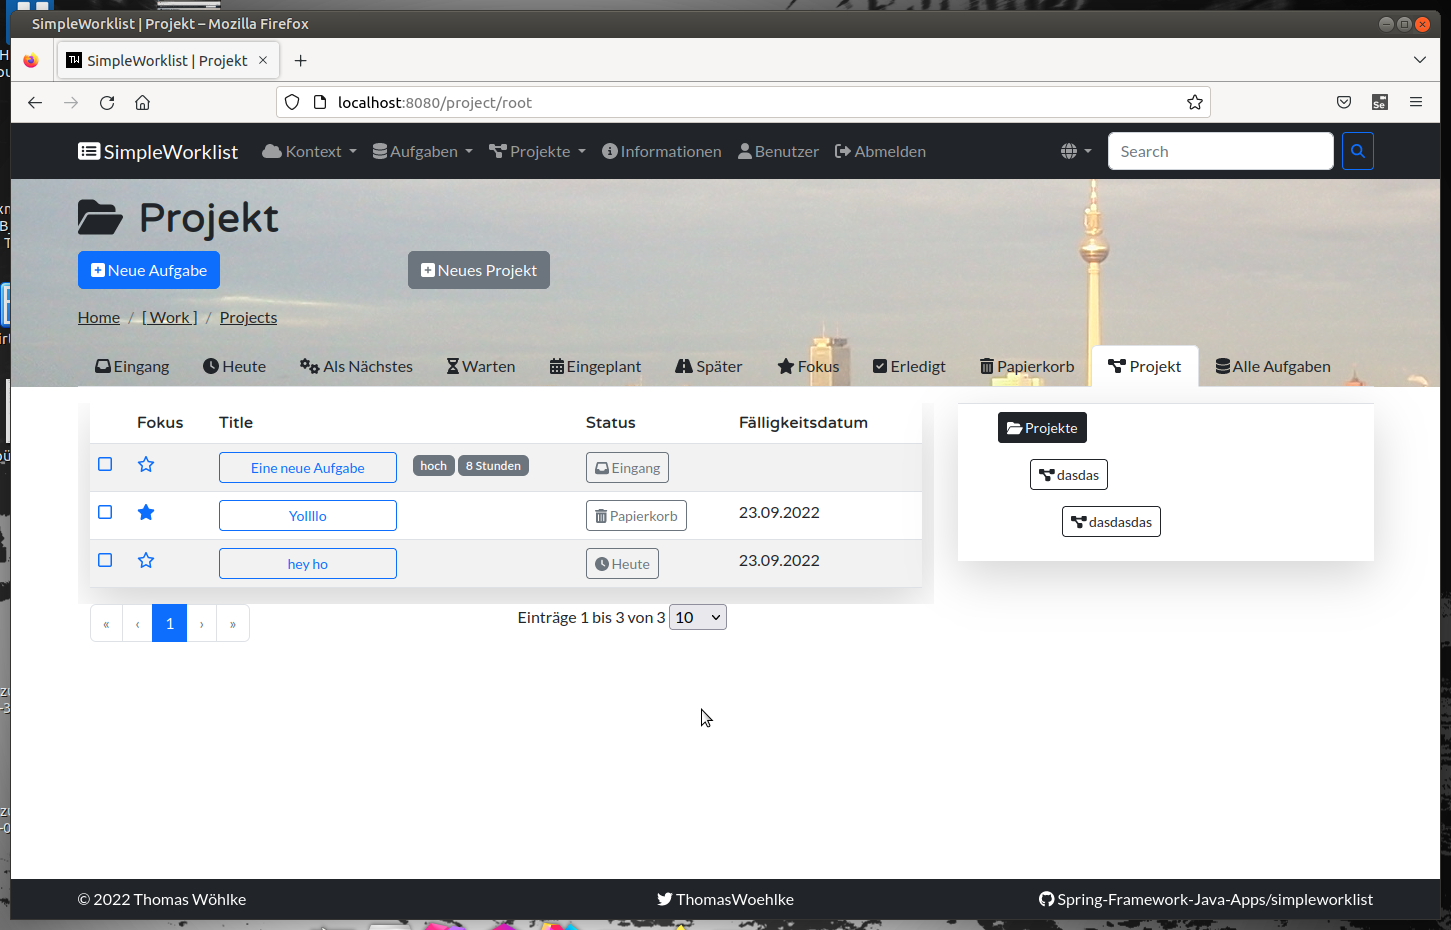 SimpleWorklist | Projekt – Mozilla Firefox
SimpleWorklist | Projekt
localhost:8080/project/root
SimpleWorklist Kontext Aufgaben Projekte Informationen Benutzer Abmelden Search
Projekt
Neue Aufgabe Neues Projekt
Home / [ Work ] / Projects
Eingang Heute Als Nächstes Warten Eingeplant Später Fokus Erledigt Papierkorb Projekt Alle Aufgaben
Fokus Title Status Fälligkeitsdatum
Eine neue Aufgabe hoch 8 Stunden Eingang
Yollllo Papierkorb 23.09.2022
hey ho Heute 23.09.2022
Projekte
dasdas
dasdasdas
« ‹ 1 › » Einträge 1 bis 3 von 3 10
© 2022 Thomas Wöhlke ThomasWoehlke Spring-Framework-Java-Apps/simpleworklist